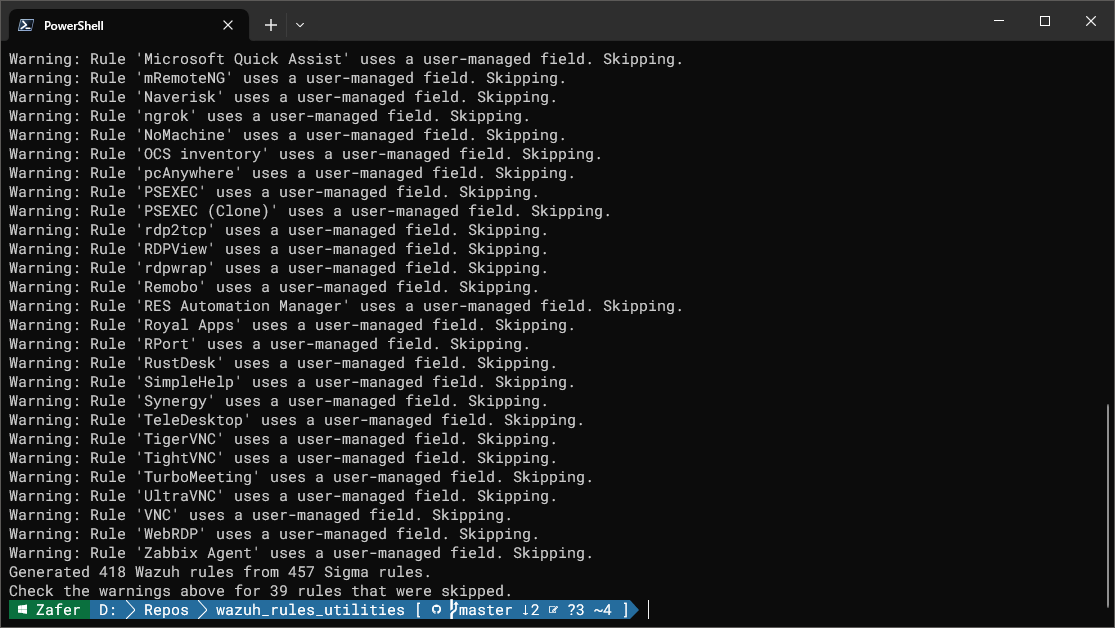 PowerShell
Warning: Rule 'Microsoft Quick Assist' uses a user-managed field. Skipping.
Warning: Rule 'mRemoteNG' uses a user-managed field. Skipping.
Warning: Rule 'Naverisk' uses a user-managed field. Skipping.
Warning: Rule 'ngrok' uses a user-managed field. Skipping.
Warning: Rule 'NoMachine' uses a user-managed field. Skipping.
Warning: Rule 'OCS inventory' uses a user-managed field. Skipping.
Warning: Rule 'pcAnywhere' uses a user-managed field. Skipping.
Warning: Rule 'PSEXEC' uses a user-managed field. Skipping.
Warning: Rule 'PSEXEC (Clone)' uses a user-managed field. Skipping.
Warning: Rule 'rdp2tcp' uses a user-managed field. Skipping.
Warning: Rule 'RDPView' uses a user-managed field. Skipping.
Warning: Rule 'rdpwrap' uses a user-managed field. Skipping.
Warning: Rule 'Remobo' uses a user-managed field. Skipping.
Warning: Rule 'RES Automation Manager' uses a user-managed field. Skipping.
Warning: Rule 'Royal Apps' uses a user-managed field. Skipping.
Warning: Rule 'RPort' uses a user-managed field. Skipping.
Warning: Rule 'RustDesk' uses a user-managed field. Skipping.
Warning: Rule 'SimpleHelp' uses a user-managed field. Skipping.
Warning: Rule 'Synergy' uses a user-managed field. Skipping.
Warning: Rule 'TeleDesktop' uses a user-managed field. Skipping.
Warning: Rule 'TigerVNC' uses a user-managed field. Skipping.
Warning: Rule 'TightVNC' uses a user-managed field. Skipping.
Warning: Rule 'TurboMeeting' uses a user-managed field. Skipping.
Warning: Rule 'UltraVNC' uses a user-managed field. Skipping.
Warning: Rule 'VNC' uses a user-managed field. Skipping.
Warning: Rule 'WebRDP' uses a user-managed field. Skipping.
Warning: Rule 'Zabbix Agent' uses a user-managed field. Skipping.
Generated 418 Wazuh rules from 457 Sigma rules.
Check the warnings above for 39 rules that were skipped.
Zafer D: Repos wazuh_rules_utilities [ master ↓2 ?3 ~4 ]